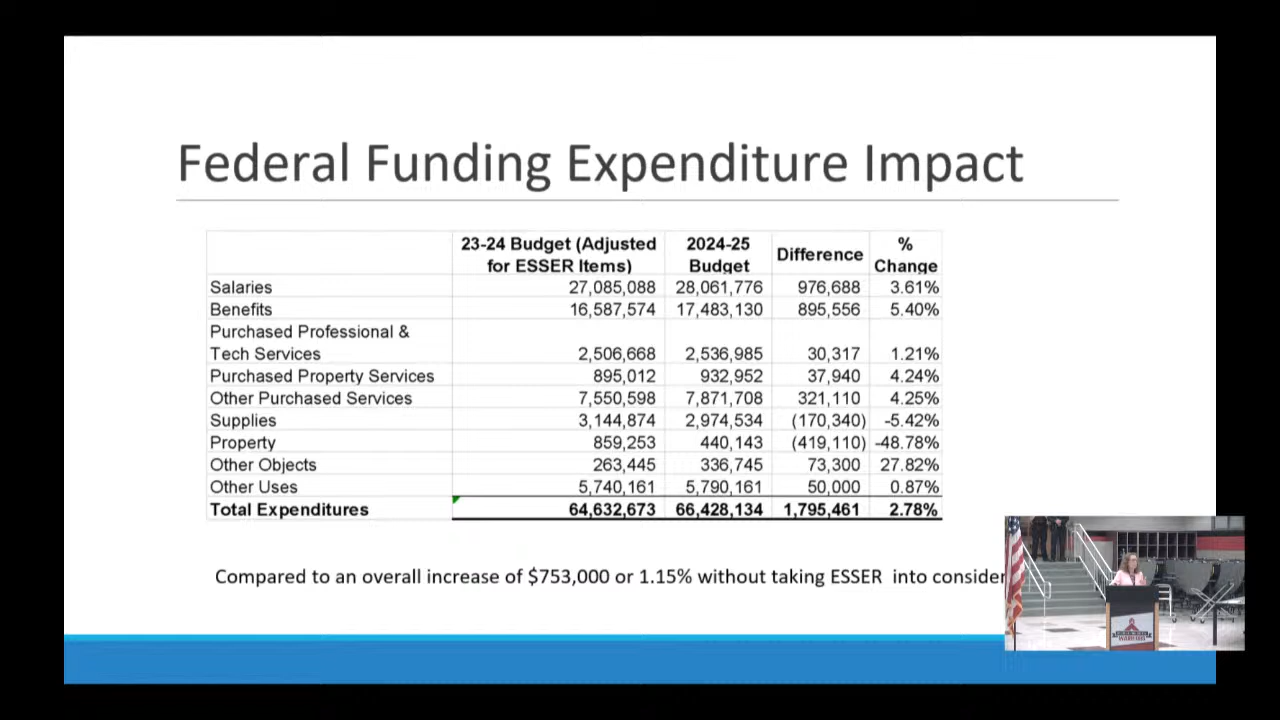 Federal Funding Expenditure Impact
23-24 Budget (Adjusted for ESSER Items) 2024-25 Budget Difference % Change
Salaries 27,085,088 28,061,776 976,688 3.61%
Benefits 16,587,574 17,483,130 895,556 5.40%
Purchased Professional &
Tech Services 2,506,668 2,536,985 30,317 1.21%
Purchased Property Services 895,012 932,952 37,940 4.24%
Other Purchased Services 7,550,598 7,871,708 321,110 4.25%
Supplies 3,144,874 2,974,534 (170,340) -5.42%
Property 859,253 440,143 (419,110) -48.78%
Other Objects 263,445 336,745 73,300 27.82%
Other Uses 5,740,161 5,790,161 50,000 0.87%
Total Expenditures 64,632,673 66,428,134 1,795,461 2.78%
Compared to an overall increase of $753,000 or 1.15% without taking ESSER into consider